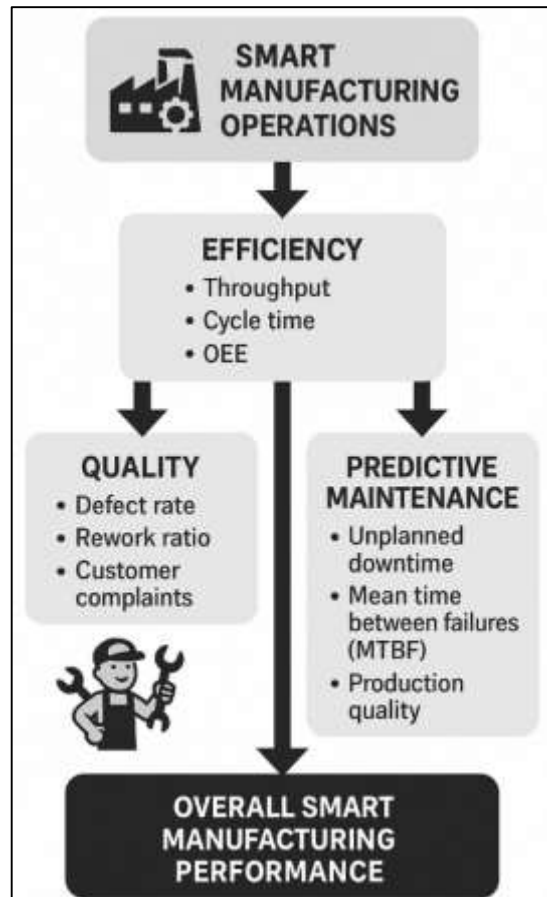 SMART
MANUFACTURING
OPERATIONS
EFFICIENCY
• Throughput
• Cycle time
• OEE
QUALITY
• Defect rate
• Rework ratio
• Customer
complaints
PREDICTIVE
MAINTENANCE
• Unplanned
downtime
• Mean time
between failures
(MTBF)
• Production
quality
OVERALL SMART
MANUFACTURING
PERFORMANCE